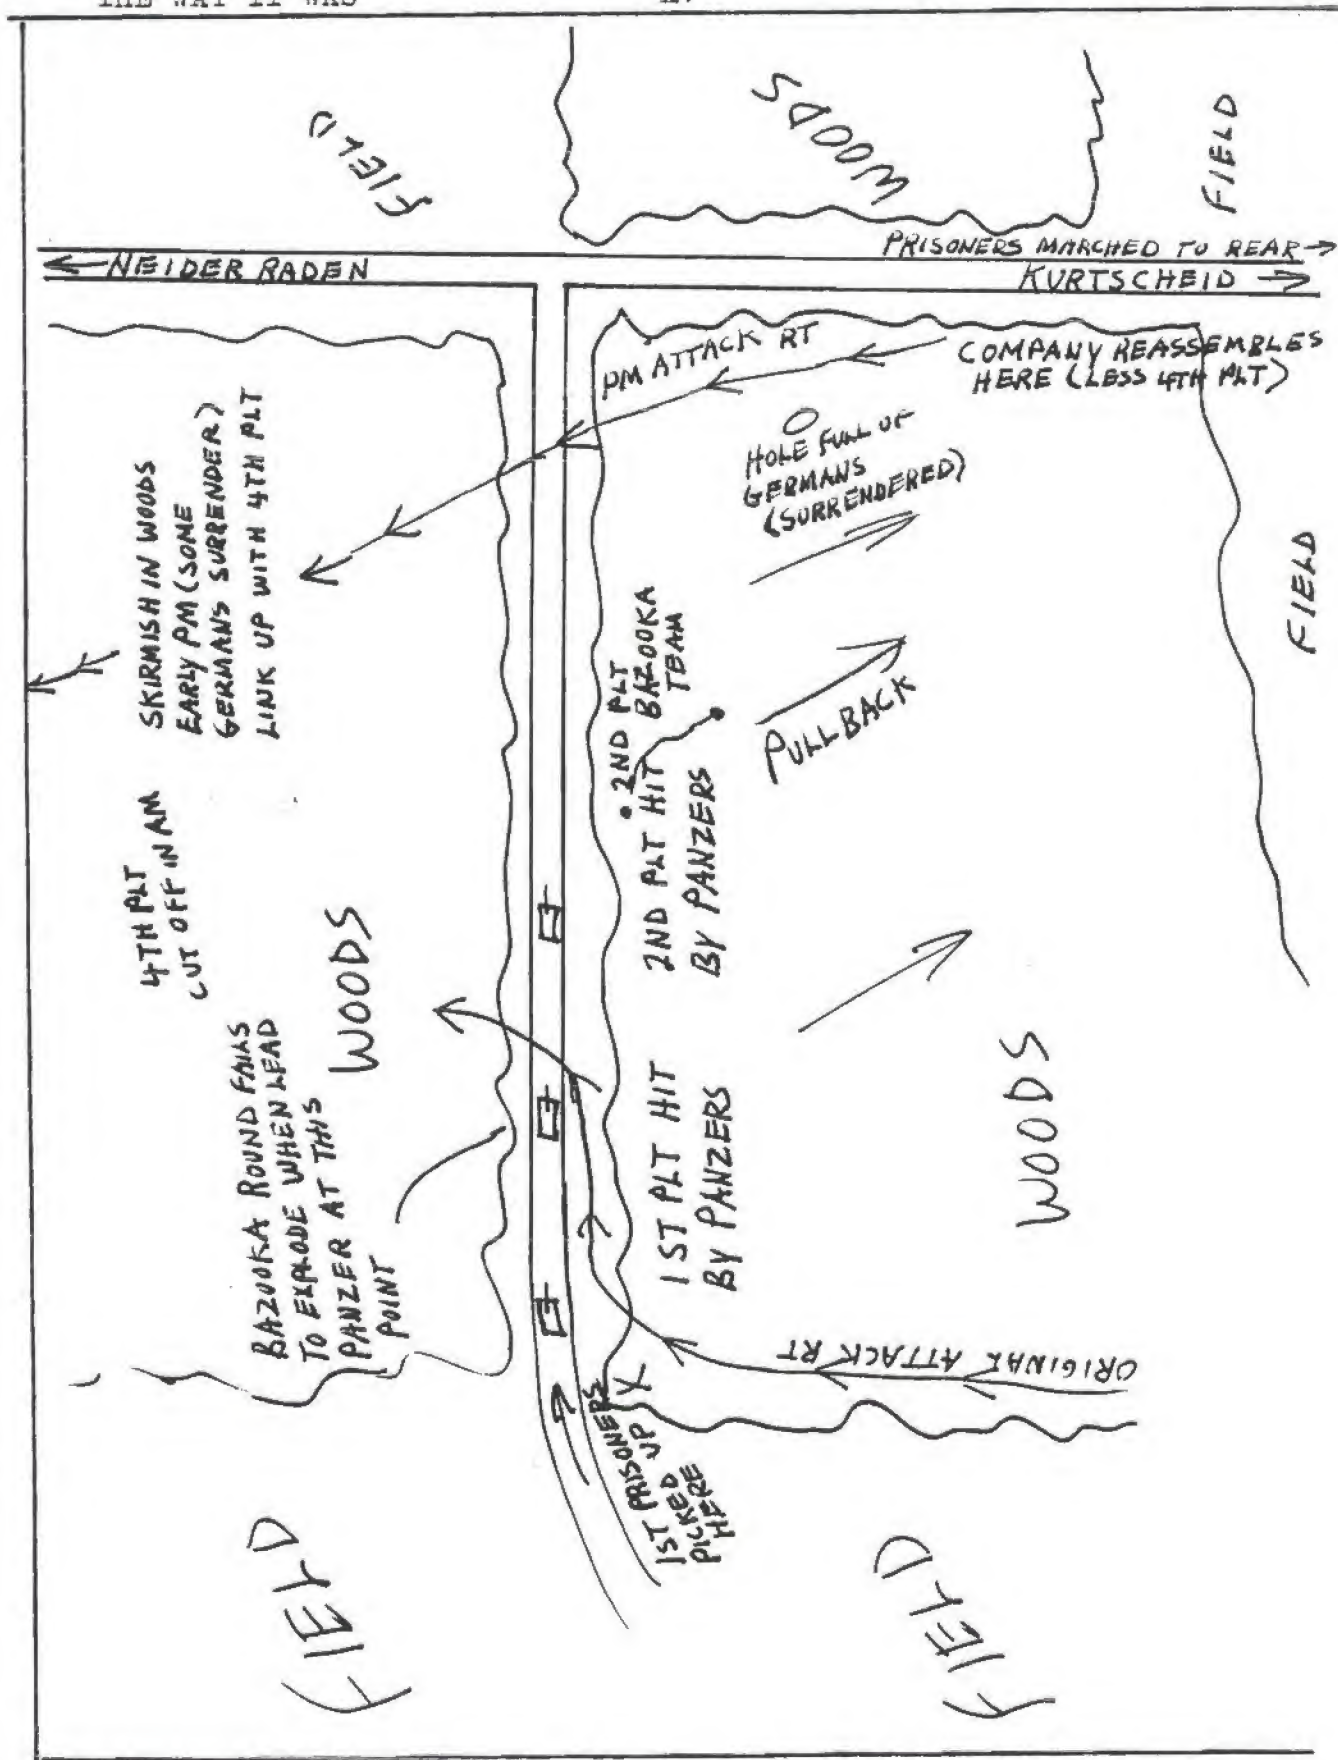 THE WAY IT WAS
FIELD
WOODS
FIELD
PRISONERS MARCHED TO REAR →
← NEIDER RADEN
KURTSCHEID →
PM ATTACK RT
COMPANY REASSEMBLES
HERE (LESS 4TH PLT)
HOLE FULL OF
GERMANS
(SURRENDERED)
SKIRMISH IN WOODS
EARLY PM (SOME
GERMANS SURRENDER)
LINK UP WITH 4TH PLT
FIELD
2ND PLT
BAZOOKA
TEAM
PULLBACK
4TH PLT
CUT OFF IN AM
WOODS
2ND PLT HIT
BY PANZERS
BAZOOKA ROUND FAILS
TO EXPLODE WHEN LEAD
PANZER AT THIS
POINT
1ST PLT HIT
BY PANZERS
WOODS
ORIGINAL ATTACK RT
X
1ST PRISONERS
PICKED UP
HERE
FIELD
FIELD